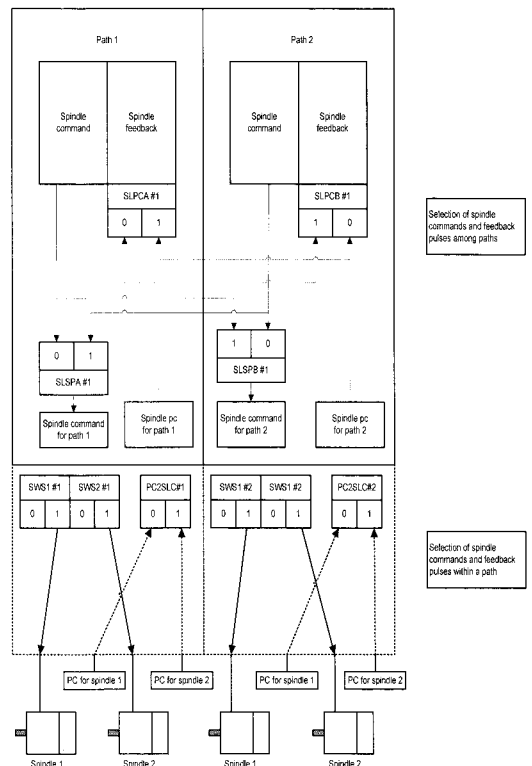 Path 1
Path 2
Spindle
command
Spindle
feedback
Spindle
command
Spindle
feedback
SLPCA #1
0 1
SLPCB #1
1 0
Selection of spindle
commands and feedback
pulses among paths
0 1
SLSPA #1
1 0
SLSPB #1
Spindle command
for path 1
Spindle pc
for path 1
Spindle command
for path 2
Spindle pc
for path 2
SWS1 #1 SWS2 #1 PC2SLC#1
0 1 0 1 0 1
SWS1 #2 SWS1 #2 PC2SLC#2
0 1 0 1 0 1
Selection of spindle
commands and feedback
pulses within a path
PC for spindle 1
PC for spindle 2
PC for spindle 1
PC for spindle 2
Spindle 1
Spindle 2
Spindle 1
Spindle 2